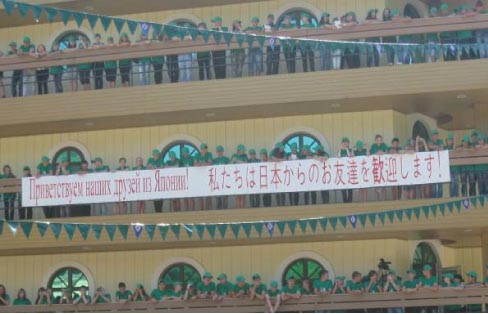 Приветствуем наших друзей из Японии! 私たちは日本からのお友達を歓迎します!